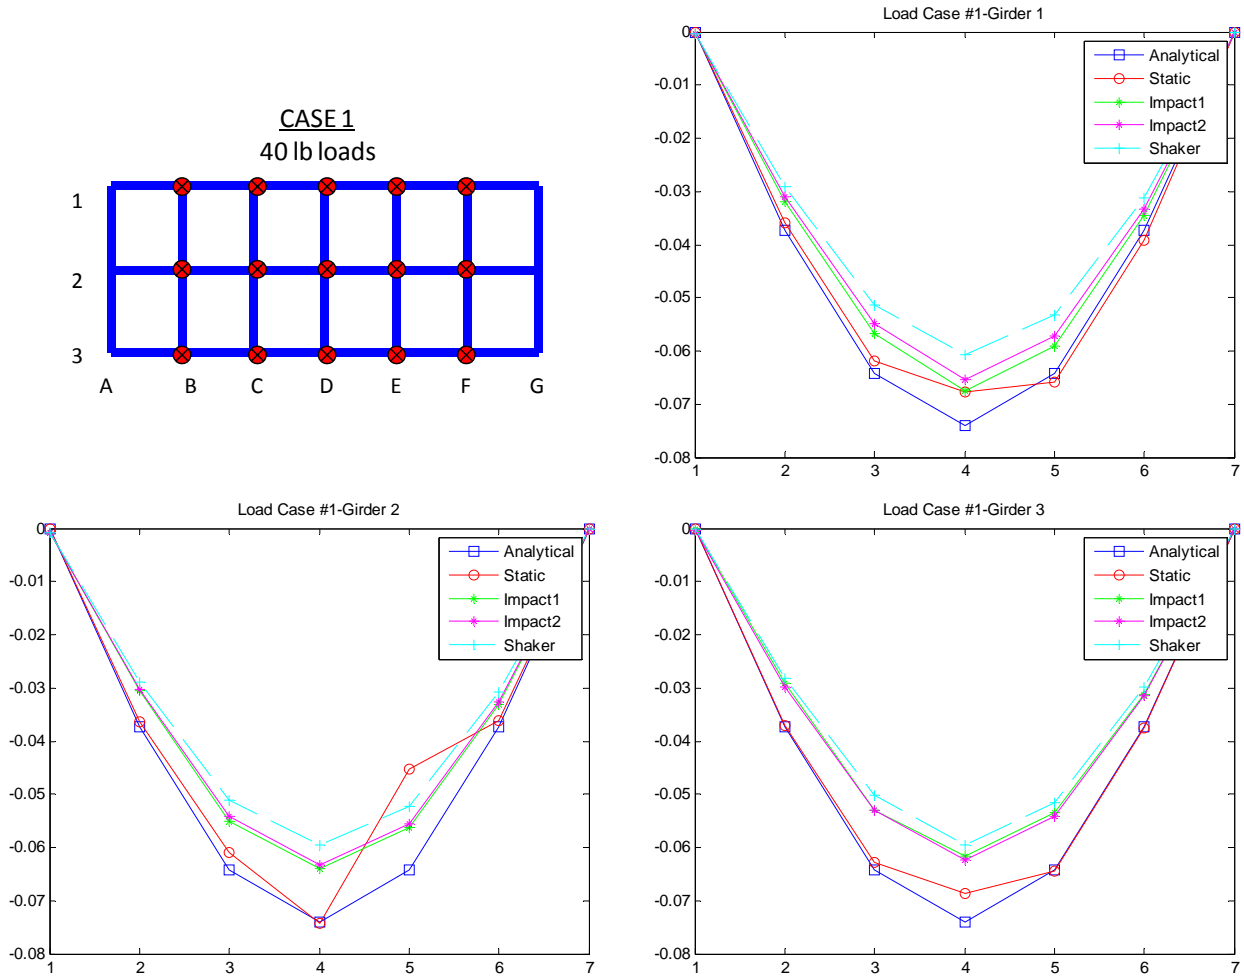 CASE 1
40 lb loads
1
2
3
A B C D E F G
Load Case #1-Girder 1
0
-0.01
-0.02
-0.03
-0.04
-0.05
-0.06
-0.07
-0.08
1 2 3 4 5 6 7
Analytical
Static
Impact1
Impact2
Shaker
Load Case #1-Girder 2
0
-0.01
-0.02
-0.03
-0.04
-0.05
-0.06
-0.07
-0.08
1 2 3 4 5 6 7
Analytical
Static
Impact1
Impact2
Shaker
Load Case #1-Girder 3
0
-0.01
-0.02
-0.03
-0.04
-0.05
-0.06
-0.07
-0.08
1 2 3 4 5 6 7
Analytical
Static
Impact1
Impact2
Shaker